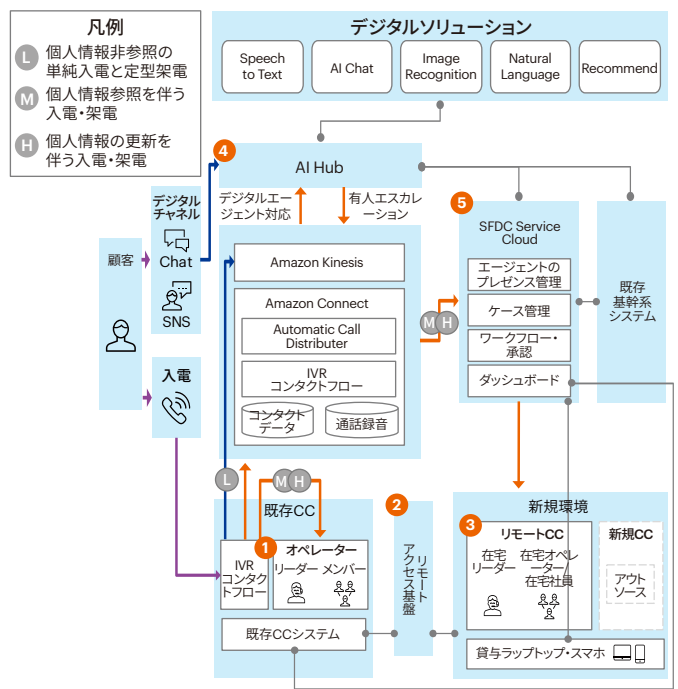 凡例
L
個人情報非参照の
単純入電と定型架電
M
個人情報参照を伴う
入電・架電
H
個人情報の更新を
伴う入電・架電
デジタルソリューション
Speech
to Text
AI Chat
Image
Recognition
Natural
Language
Recommend
4
AI Hub
デジタルエー
ジェント対応
有人エスカレ
ーション
デジタル
チャネル
Chat
SNS
顧客
入電
Amazon Kinesis
Amazon Connect
Automatic Call
Distributer
IVR
コンタクトフロー
コンタクト
データ
通話録音
M
H
5
SFDC Service
Cloud
エージェントの
プレゼンス管理
ケース管理
ワークフロー・
承認
ダッシュボード
既存
基幹系
システム
L
M
H
既存CC
1
IVR
コンタク
トフロー
オペレーター
リーダー
メンバー
既存CCシステム
2
リモート
アクセス基盤
新規環境
3
リモートCC
在宅
リーダー
在宅オペレ
ーター/
在宅社員
新規CC
アウト
ソース
貸与ラップトップ・スマホ